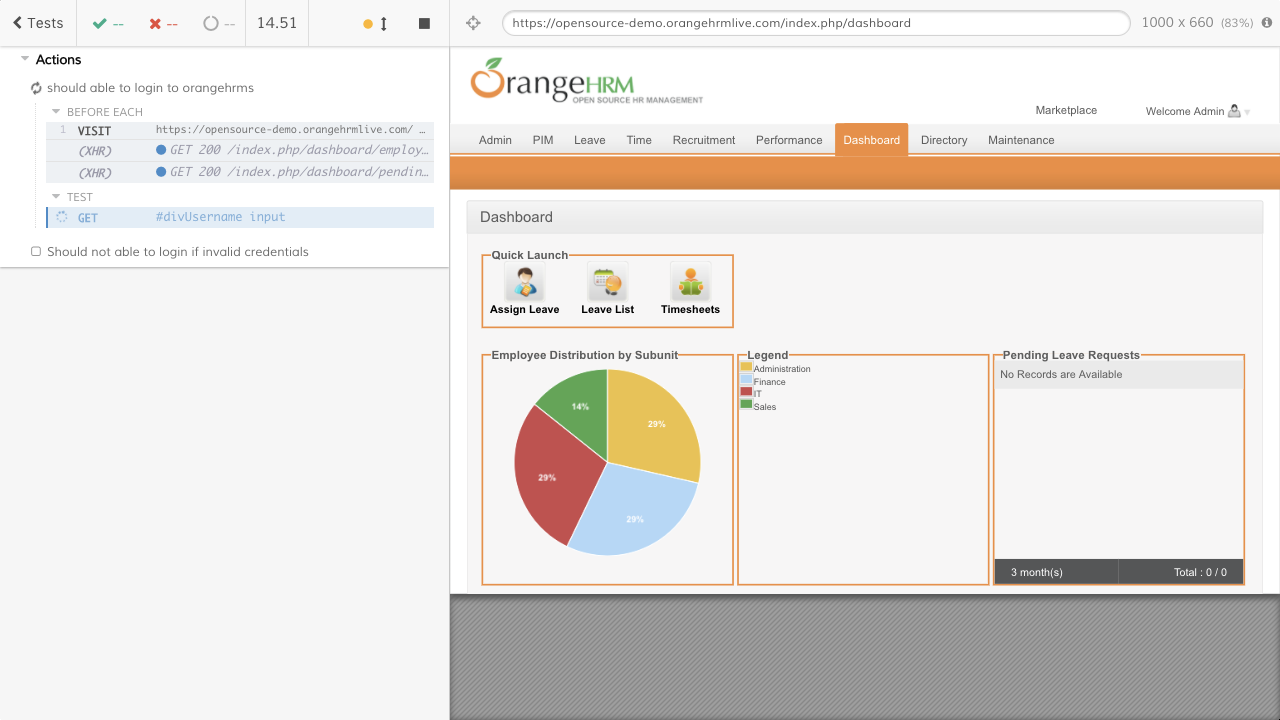 Tests
--
--
--
14.51
https://opensource-demo.orangehrmlive.com/index.php/dashboard
1000 x 660 (83%)
Actions
should able to login to orangehrms
BEFORE EACH
1 VISIT https://opensource-demo.orangehrmlive.com/ …
(XHR) GET 200 /index.php/dashboard/employ…
(XHR) GET 200 /index.php/dashboard/pendin…
TEST
GET #divUsername input
Should not able to login if invalid credentials
OrangeHRM
OPEN SOURCE HR MANAGEMENT
Marketplace
Welcome Admin
Admin PIM Leave Time Recruitment Performance Dashboard Directory Maintenance
Dashboard
Quick Launch
Assign Leave Leave List Timesheets
Employee Distribution by Subunit
14%
29%
29%
29%
Legend
Administration
Finance
IT
Sales
Pending Leave Requests
No Records are Available
3 month(s) Total : 0 / 0